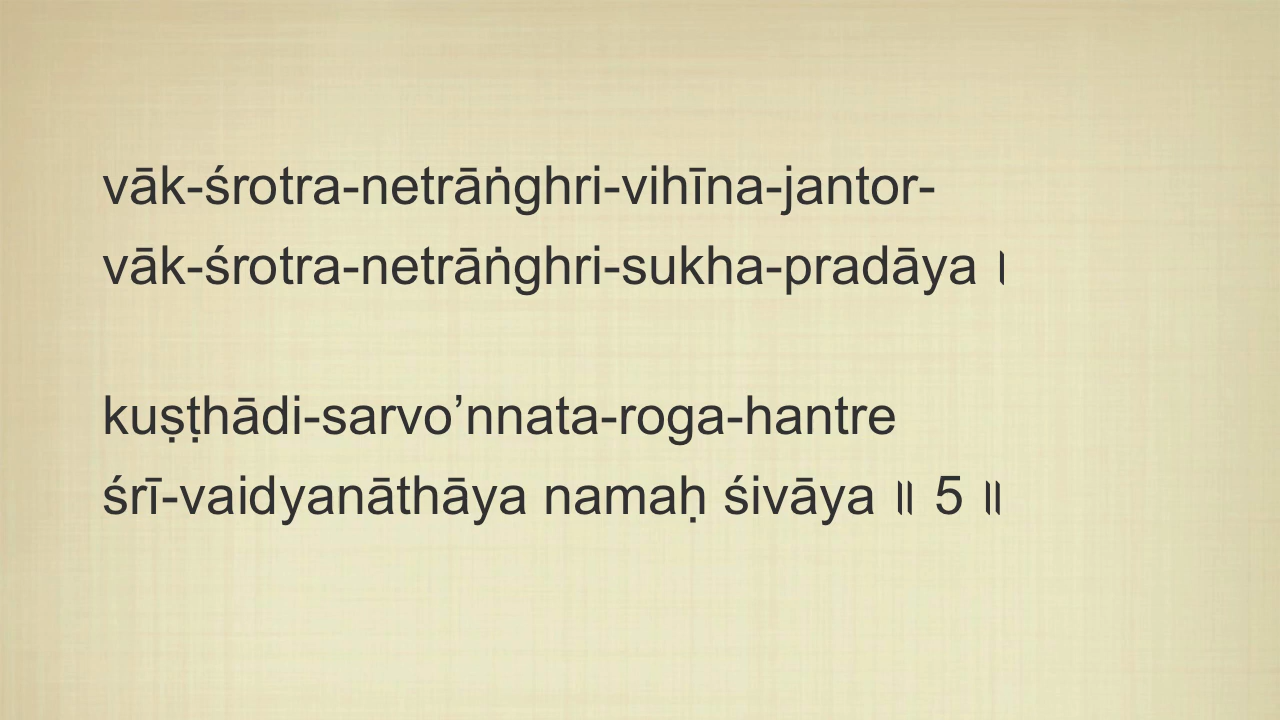 vāk-śrotra-netrāṅghri-vihīna-jantor-
vāk-śrotra-netrāṅghri-sukha-pradāya ।
kuṣṭhādi-sarvo’nnata-roga-hantre
śrī-vaidyanāthāya namaḥ śivāya ॥ 5 ॥